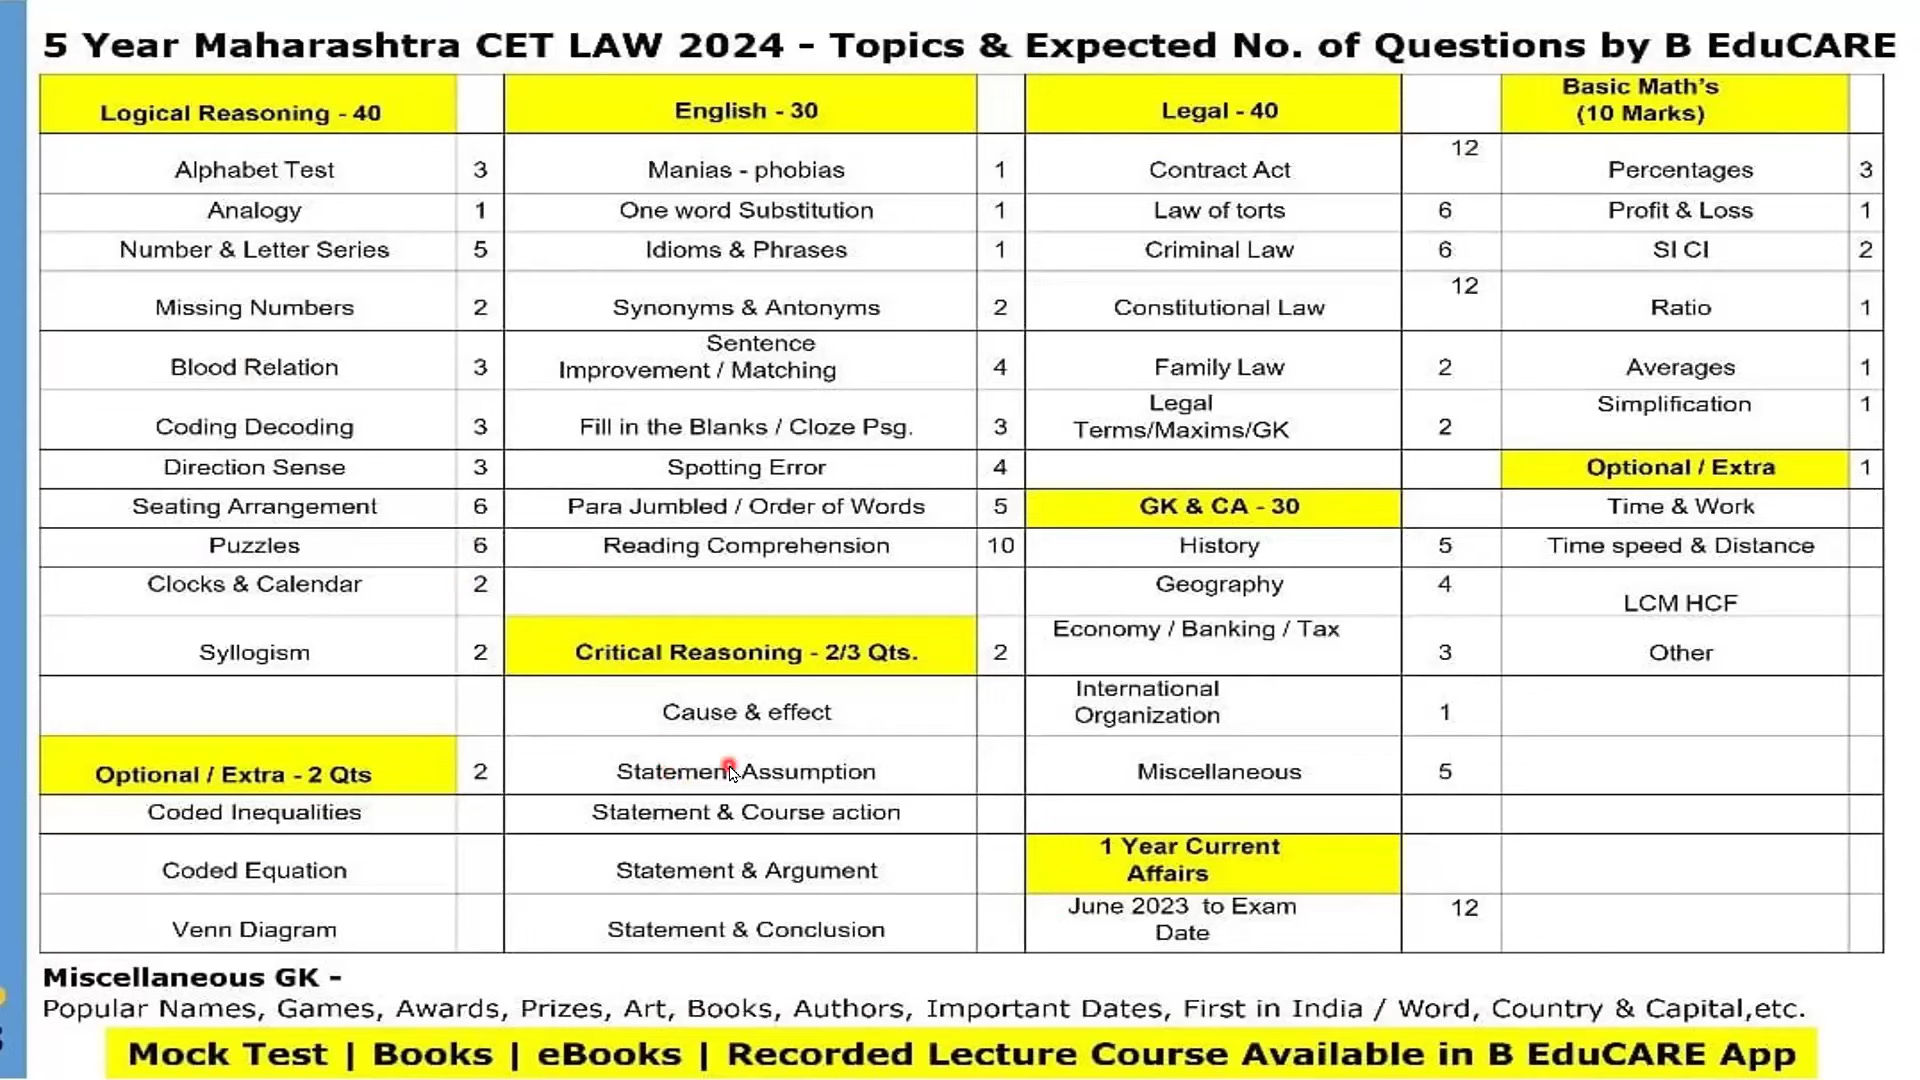 5 Year Maharashtra CET LAW 2024 - Topics & Expected No. of Questions by B EduCARE
Logical Reasoning - 40 English - 30 Legal - 40 Basic Math's
(10 Marks)
Alphabet Test 3 Manias - phobias 1 Contract Act 12 Percentages 3
Analogy 1 One word Substitution 1 Law of torts 6 Profit & Loss 1
Number & Letter Series 5 Idioms & Phrases 1 Criminal Law 6 SI CI 2
Missing Numbers 2 Synonyms & Antonyms 2 Constitutional Law 12 Ratio 1
Blood Relation 3 Sentence
Improvement / Matching 4 Family Law 2 Averages 1
Coding Decoding 3 Fill in the Blanks / Cloze Psg. 3 Legal
Terms/Maxims/GK 2 Simplification 1
Direction Sense 3 Spotting Error 4 Optional / Extra 1
Seating Arrangement 6 Para Jumbled / Order of Words 5 GK & CA - 30 Time & Work
Puzzles 6 Reading Comprehension 10 History 5 Time speed & Distance
Clocks & Calendar 2 Geography 4 LCM HCF
Syllogism 2 Critical Reasoning - 2/3 Qts. 2 Economy / Banking / Tax 3 Other
Cause & effect International
Organization 1
Optional / Extra - 2 Qts 2 Statement Assumption Miscellaneous 5
Coded Inequalities Statement & Course action
Coded Equation Statement & Argument 1 Year Current
Affairs
Venn Diagram Statement & Conclusion June 2023 to Exam
Date 12
Miscellaneous GK -
Popular Names, Games, Awards, Prizes, Art, Books, Authors, Important Dates, First in India / Word, Country & Capital,etc.
Mock Test | Books | eBooks | Recorded Lecture Course Available in B EduCARE App